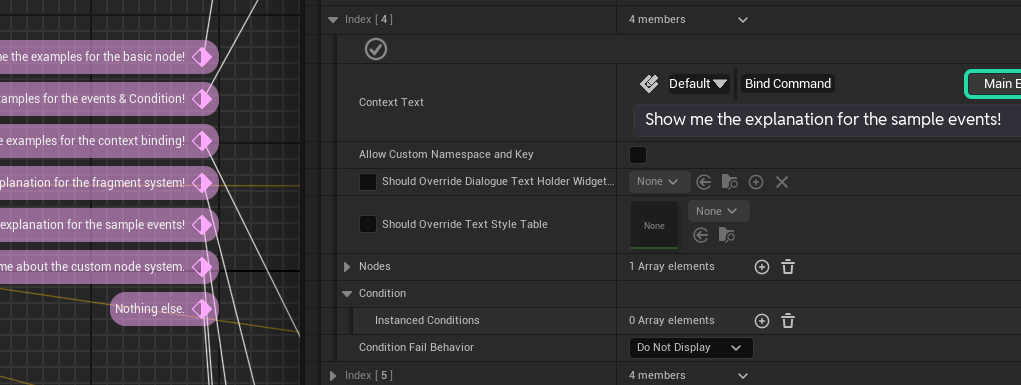 Index [ 4 ]
4 members
me the examples for the basic node!
amples for the events & Condition!
e examples for the context binding!
planation for the fragment system!
explanation for the sample events!
me about the custom node system.
Nothing else.
Context Text
Default
Bind Command
Main E
Show me the explanation for the sample events!
Allow Custom Namespace and Key
Should Override Dialogue Text Holder Widget...
None
Should Override Text Style Table
None
None
Nodes
1 Array elements
Condition
Instanced Conditions
0 Array elements
Condition Fail Behavior
Do Not Display
Index [ 5 ]
4 members